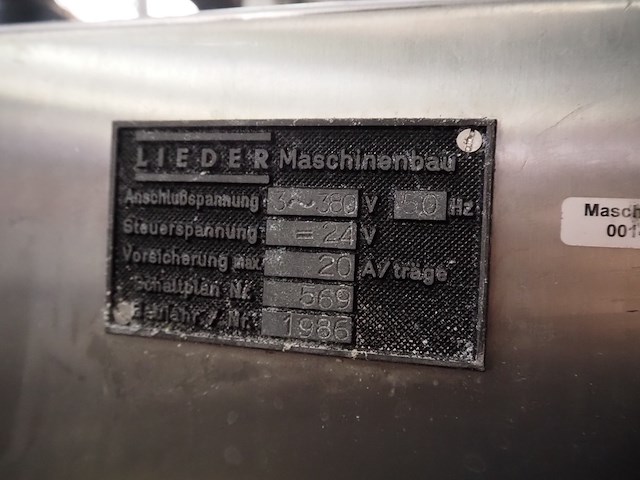 LIEDER Maschinenbau
Anschlußspannung 3~380 V 50 Hz
Steuerspannung = 24 V
Vorsicherung max. 20 A/träge
Schaltplan Nr. 569
Baujahr / Nr. 1986
Masch
001